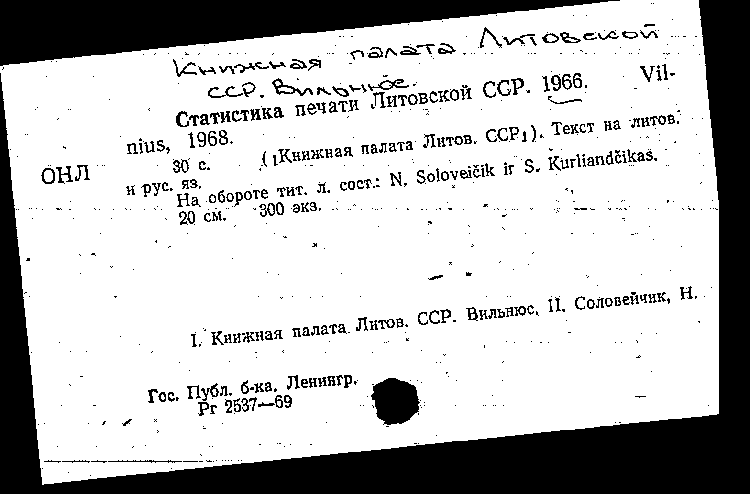 Книжная палата Литовской
ССР. Вильнюс.
Статистика печати Литовской ССР. 1966. Vil-
nius, 1968.
30 с. (Книжная палата Литов. ССР). Текст на литов.
ОНЛ
и рус. яз.
На обороте тит. л. сост.: N. Soloveičik ir S. Kurliandčikas.
20 см. 300 экз.
I. Книжная палата Литов. ССР. Вильнюс. II. Соловейчик, Н.
Гос. Публ. б-ка. Ленингр.
Рг 2537—69